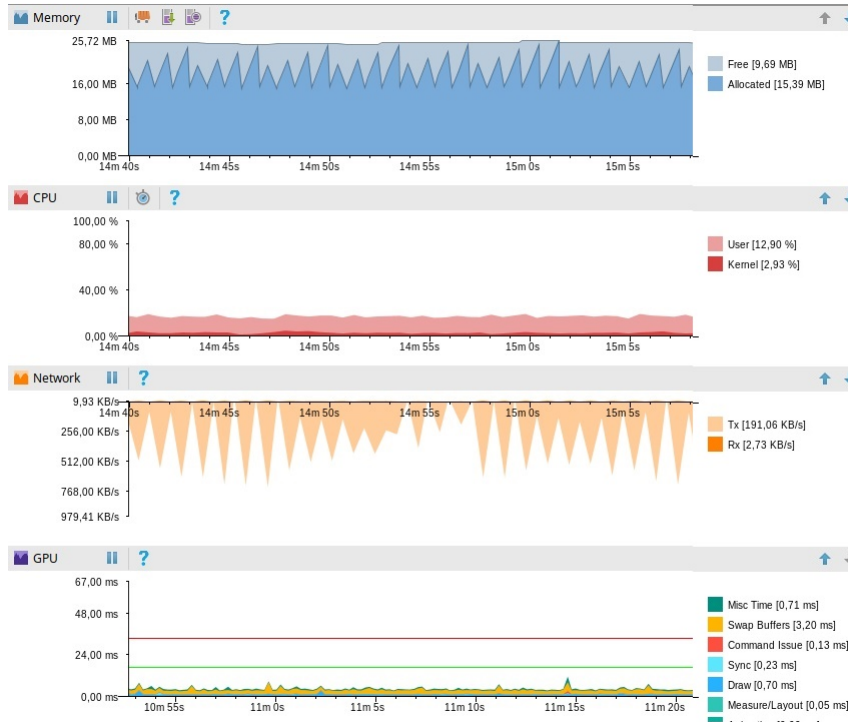 Memory ?
25,72 MB
16,00 MB
8,00 MB
0,00 MB
14m 40s 14m 45s 14m 50s 14m 55s 15m 0s 15m 5s
Free [9,69 MB]
Allocated [15,39 MB]
CPU ?
100,00 %
80,00 %
40,00 %
0,00 %
14m 40s 14m 45s 14m 50s 14m 55s 15m 0s 15m 5s
User [12,90 %]
Kernel [2,93 %]
Network ?
9,93 KB/s
14m 40s 14m 45s 14m 50s 14m 55s 15m 0s 15m 5s
256,00 KB/s
512,00 KB/s
768,00 KB/s
979,41 KB/s
Tx [191,06 KB/s]
Rx [2,73 KB/s]
GPU ?
67,00 ms
48,00 ms
24,00 ms
0,00 ms
10m 55s 11m 0s 11m 5s 11m 10s 11m 15s 11m 20s
Misc Time [0,71 ms]
Swap Buffers [3,20 ms]
Command Issue [0,13 ms]
Sync [0,23 ms]
Draw [0,70 ms]
Measure/Layout [0,05 ms]